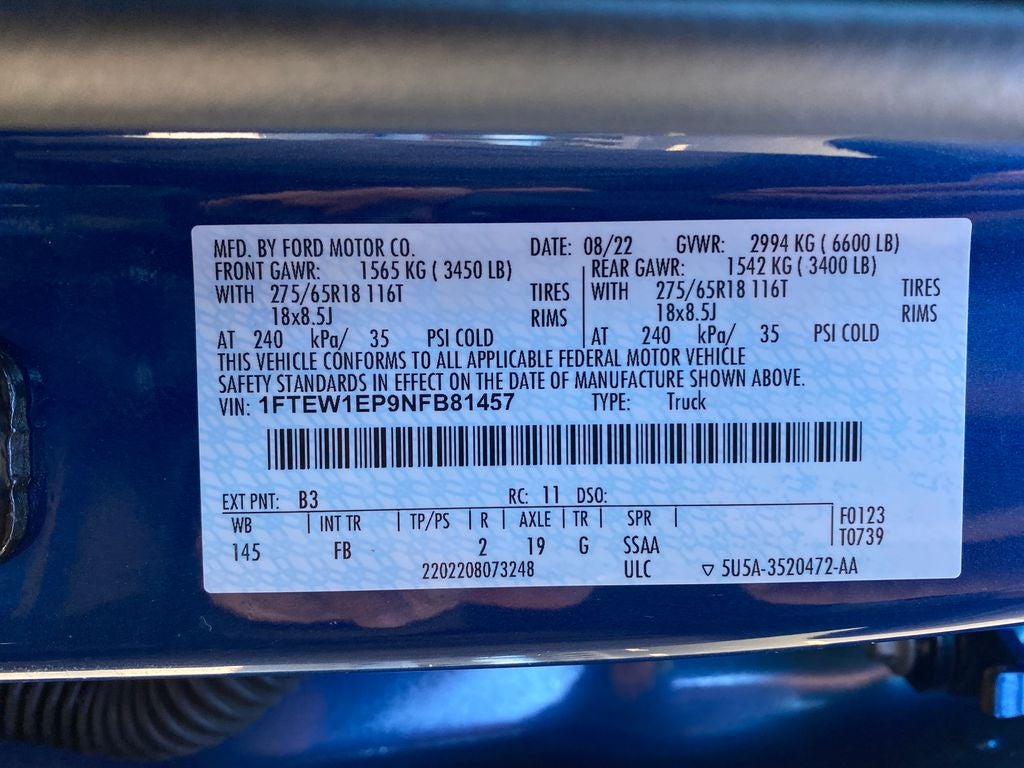 MFD. BY FORD MOTOR CO. DATE: 08/22 GVWR: 2994 KG ( 6600 LB)
FRONT GAWR: 1565 KG ( 3450 LB) REAR GAWR: 1542 KG ( 3400 LB)
WITH 275/65R18 116T TIRES WITH 275/65R18 116T TIRES
18x8.5J RIMS 18x8.5J RIMS
AT 240 kPa/ 35 PSI COLD AT 240 kPa/ 35 PSI COLD
THIS VEHICLE CONFORMS TO ALL APPLICABLE FEDERAL MOTOR VEHICLE
SAFETY STANDARDS IN EFFECT ON THE DATE OF MANUFACTURE SHOWN ABOVE.
VIN: 1FTEW1EP9NFB81457 TYPE: Truck
EXT PNT: B3 RC: 11 DSO:
WB INT TR TP/PS R AXLE TR SPR F0123
145 FB 2 19 G SSAA T0739
2202208073248 ULC ▽ 5U5A-3520472-AA